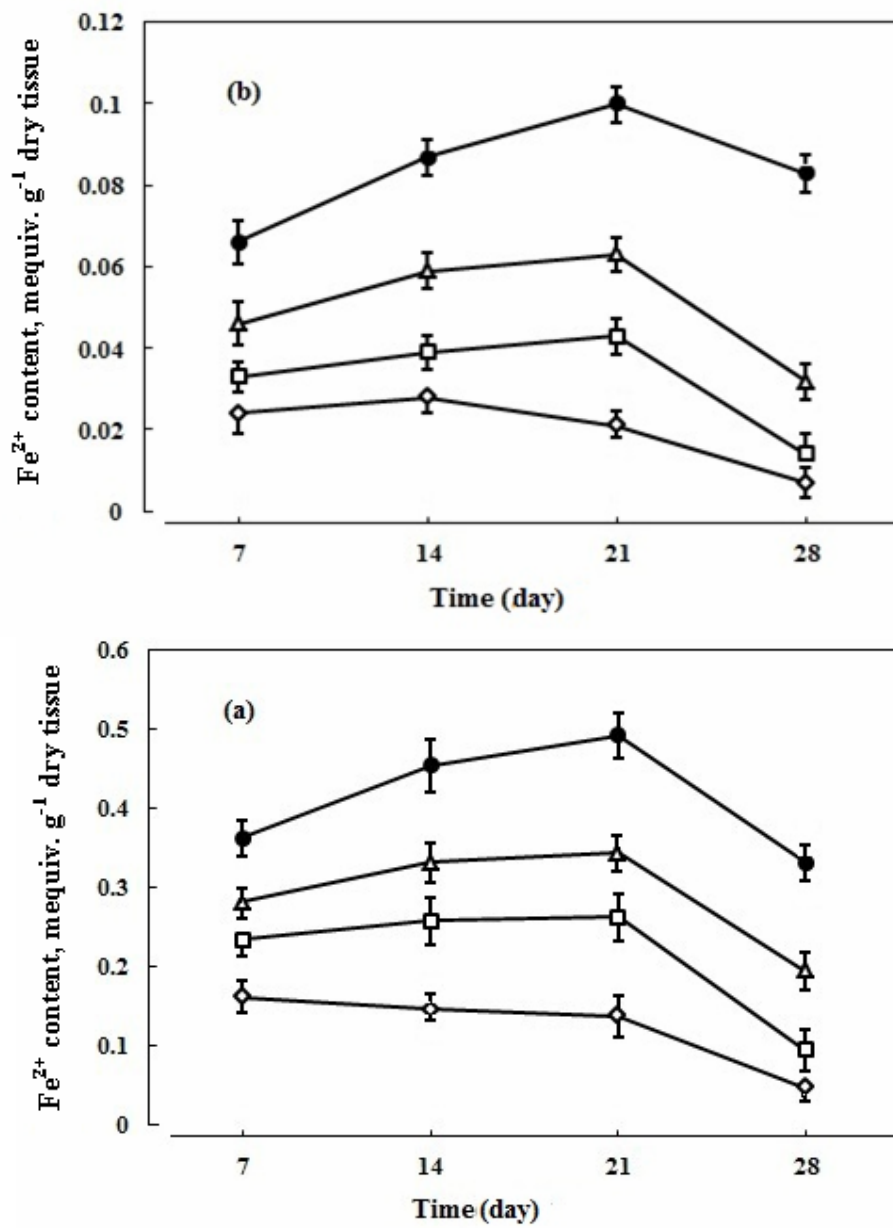 0.12
(b)
0.1
0.08
0.06
0.04
0.02
0
Fe²⁺ content, mequiv. g⁻¹ dry tissue
7 14 21 28
Time (day)
0.6
(a)
0.5
0.4
0.3
0.2
0.1
0
Fe²⁺ content, mequiv. g⁻¹ dry tissue
7 14 21 28
Time (day)